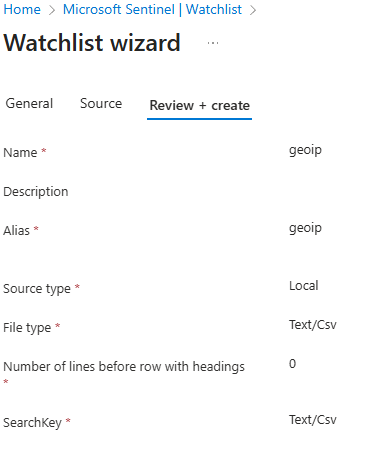 Home > Microsoft Sentinel | Watchlist >
Watchlist wizard ...
General Source Review + create
Name * geoip
Description
Alias * geoip
Source type * Local
File type * Text/Csv
Number of lines before row with headings 0
*
SearchKey * Text/Csv